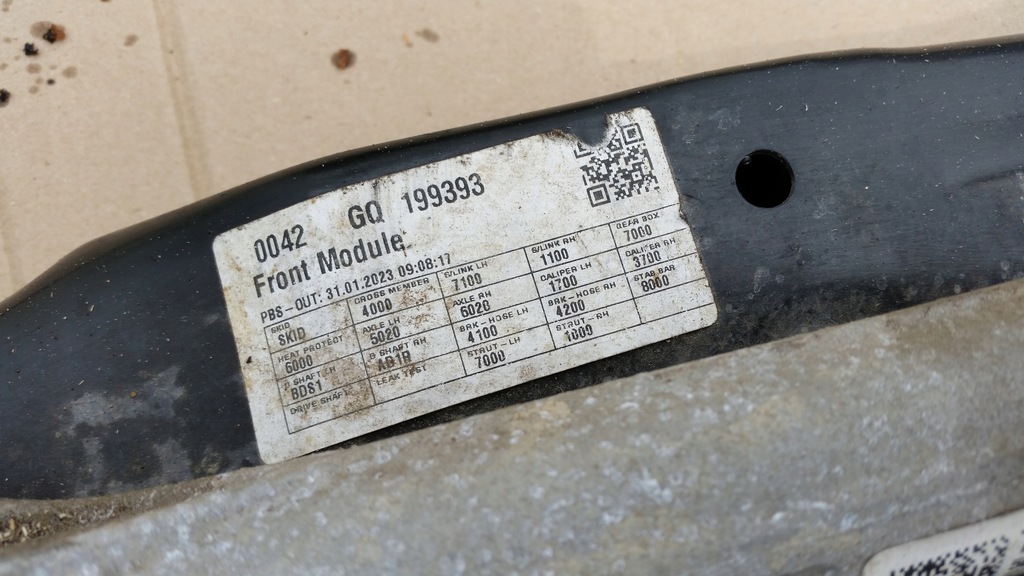 0042 GQ 199393
Front Module
PBS-OUT: 31.01.2023 09:08:17
SKID CROSS MEMBER S/LINK LH S/LINK RH GEAR BOX
SKID 4000 7100 1100 7000
HEAT PROTECT AXLE LH AXLE RH CALIPER LH CALIPER RH
6000 5020 6020 1700 3700
D SHAFT LH D SHAFT RH BRK-HOSE LH BRK-HOSE RH STAB BAR
BDS1 AB1R 4100 4200 8000
DRIVE SHAFT LEAK TEST STRUT-LH STRUT-RH
7000 1600